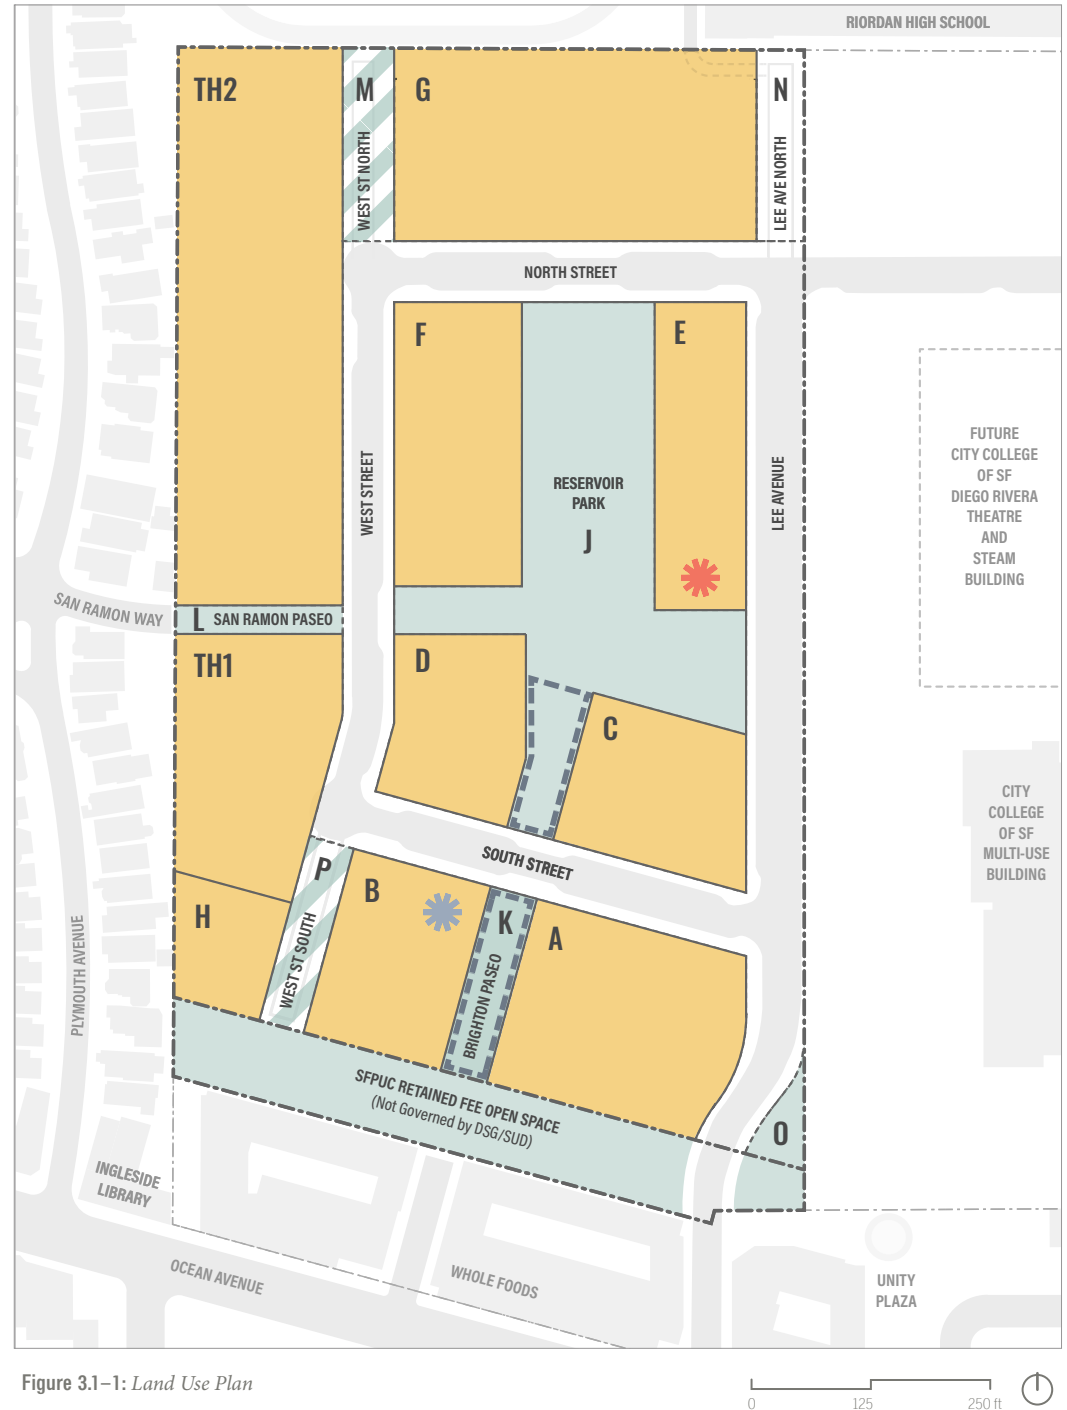 RIORDAN HIGH SCHOOL
TH2
M
G
N
WEST ST NORTH
LEE AVE NORTH
NORTH STREET
F
E
WEST STREET
RESERVOIR
PARK
J
LEE AVENUE
FUTURE
CITY COLLEGE
OF SF
DIEGO RIVERA
THEATRE
AND
STEAM
BUILDING
SAN RAMON WAY
L SAN RAMON PASEO
TH1
D
C
CITY
COLLEGE
OF SF
MULTI-USE
BUILDING
SOUTH STREET
P
B
H
K
A
WEST ST SOUTH
BRIGHTON PASEO
PLYMOUTH AVENUE
SFPUC RETAINED FEE OPEN SPACE
(Not Governed by DSG/SUD)
O
INGLESIDE
LIBRARY
OCEAN AVENUE
WHOLE FOODS
UNITY
PLAZA
Figure 3.1–1: Land Use Plan
0 125 250 ft